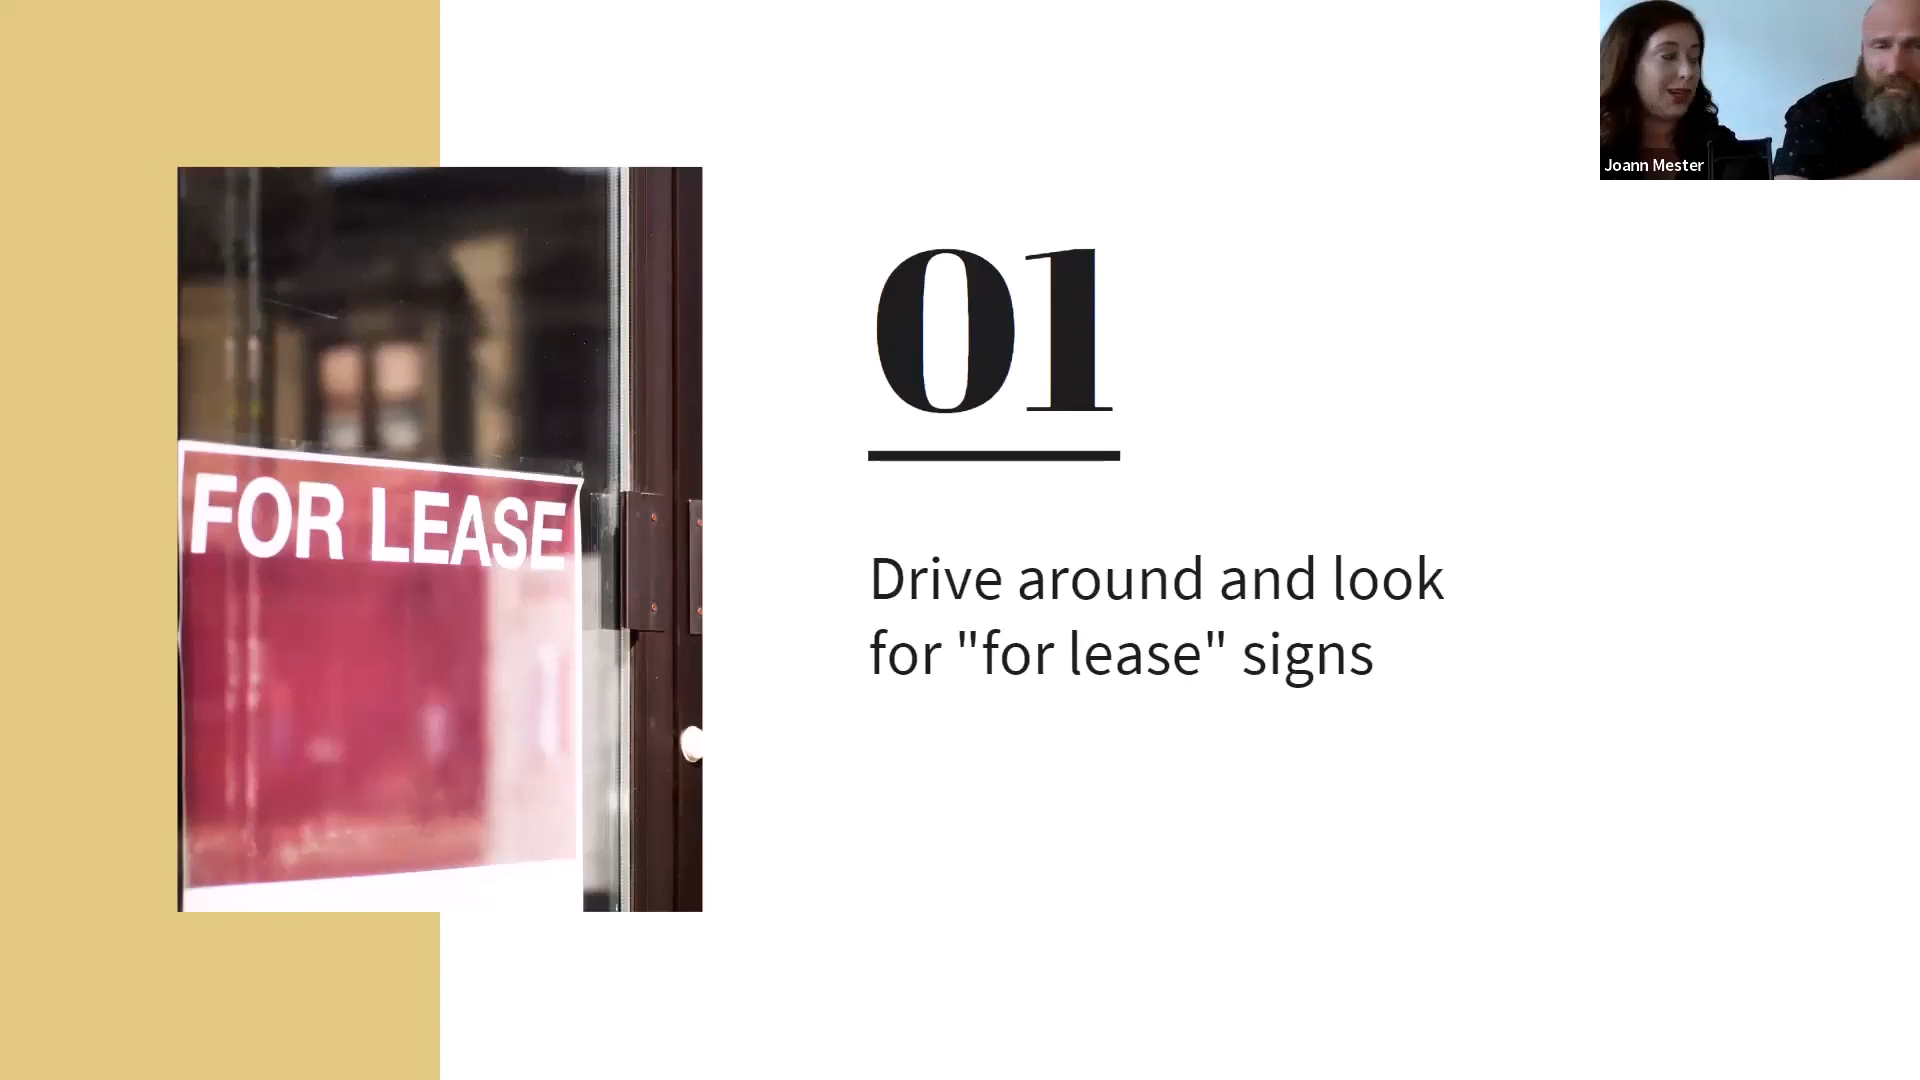 Joann Mester
FOR LEASE
01
Drive around and look
for "for lease" signs